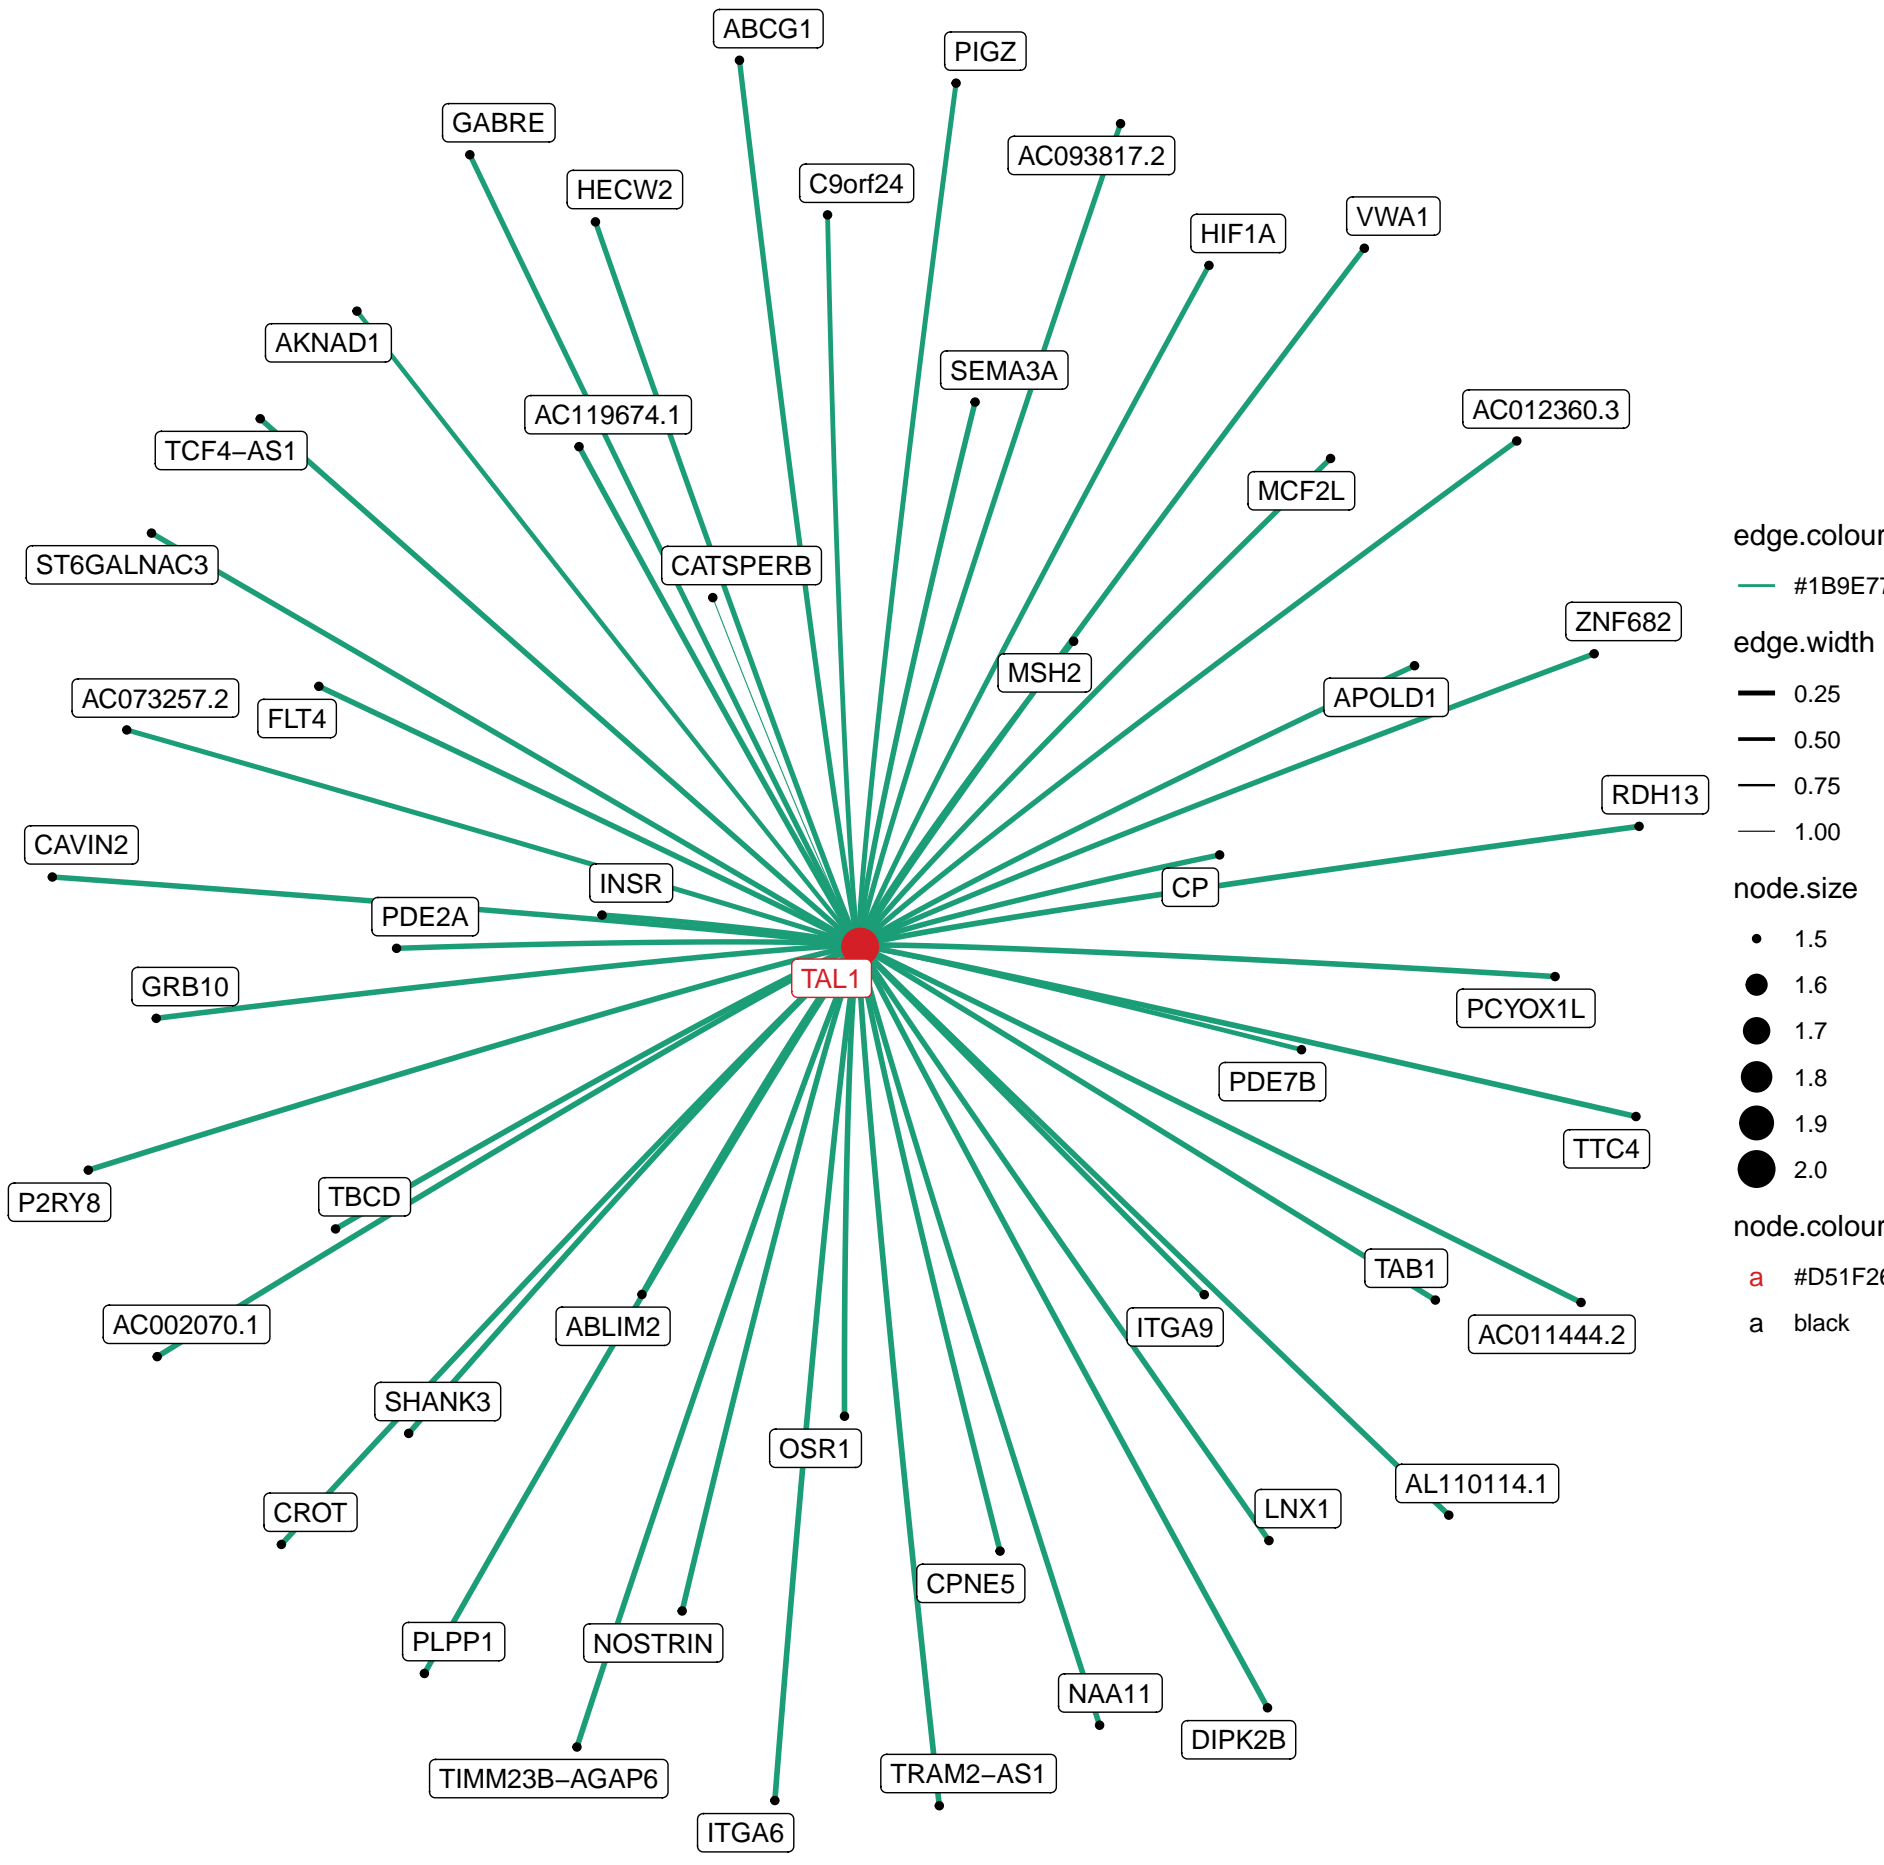 ABCG1
PIGZ
GABRE
AC093817.2
HECW2
C9orf24
VWA1
HIF1A
AKNAD1
SEMA3A
AC119674.1
AC012360.3
TCF4−AS1
MCF2L
ST6GALNAC3
CATSPERB
ZNF682
MSH2
AC073257.2
FLT4
APOLD1
RDH13
CAVIN2
INSR
CP
PDE2A
TAL1
GRB10
PCYOX1L
PDE7B
TTC4
P2RY8
TBCD
TAB1
AC002070.1
ABLIM2
ITGA9
AC011444.2
SHANK3
OSR1
AL110114.1
CROT
LNX1
CPNE5
PLPP1
NOSTRIN
NAA11
DIPK2B
TIMM23B−AGAP6
TRAM2−AS1
ITGA6
edge.colour
#1B9E77
edge.width
0.25
0.50
0.75
1.00
node.size
1.5
1.6
1.7
1.8
1.9
2.0
node.colour
a #D51F26
a black